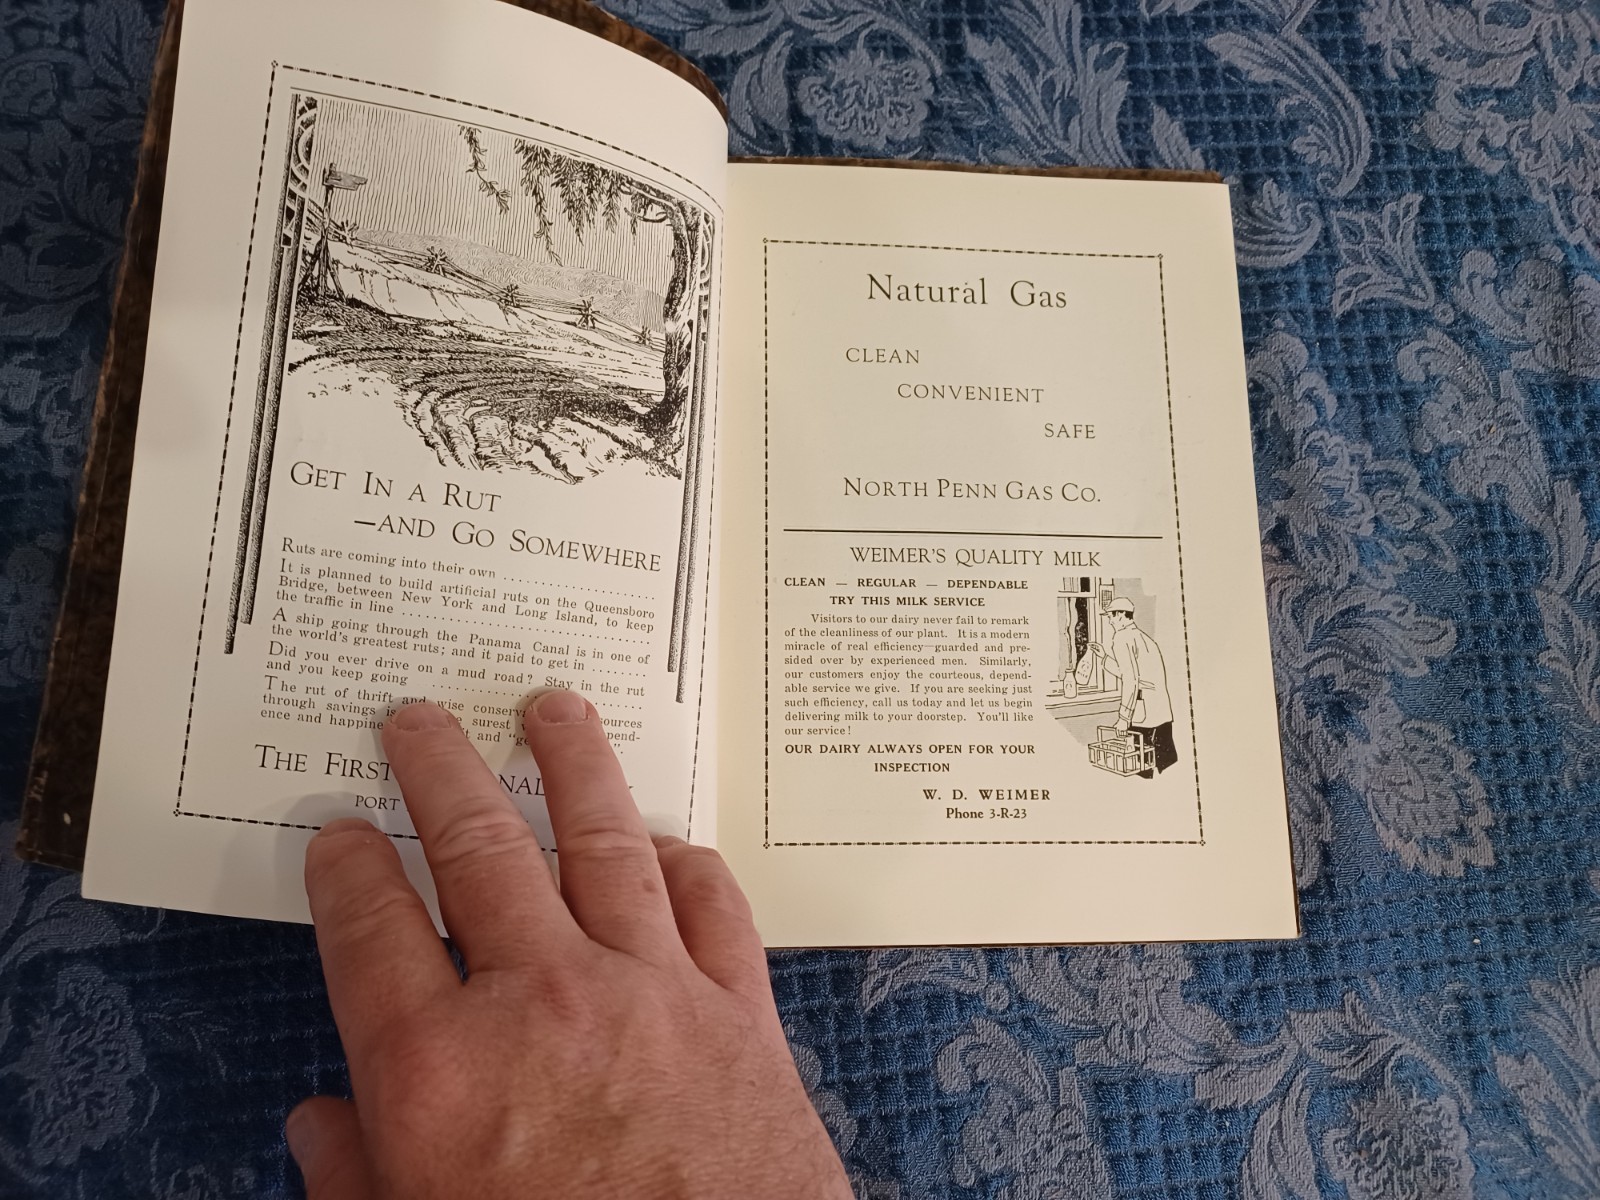 GET IN A RUT
—AND GO SOMEWHERE
Ruts are coming into their own ....................
It is planned to build artificial ruts on the Queensboro
Bridge, between New York and Long Island, to keep
the traffic in line ....................
A ship going through the Panama Canal is in one of
the world's greatest ruts; and it paid to get in ........
Did you ever drive on a mud road? Stay in the rut
and you keep going ....................
The rut of thrift and wise
through savings surest
ence and and
THE FIRST
PORT
Natural Gas
CLEAN
CONVENIENT
SAFE
NORTH PENN GAS CO.
WEIMER'S QUALITY MILK
CLEAN — REGULAR — DEPENDABLE
TRY THIS MILK SERVICE
Visitors to our dairy never fail to remark
of the cleanliness of our plant. It is a modern
miracle of real efficiency—guarded and pre-
sided over by experienced men. Similarly,
our customers enjoy the courteous, depend-
able service we give. If you are seeking just
such efficiency, call us today and let us begin
delivering milk to your doorstep. You'll like
our service!
OUR DAIRY ALWAYS OPEN FOR YOUR
INSPECTION
W. D. WEIMER
Phone 3-R-23